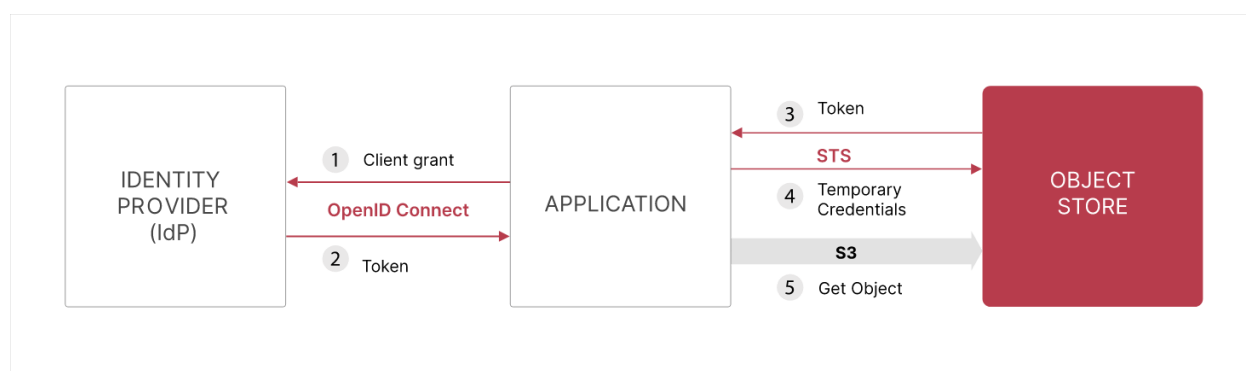 IDENTITY
PROVIDER
(IdP)
1 Client grant
OpenID Connect
2 Token
APPLICATION
3 Token
STS
4 Temporary
Credentials
S3
5 Get Object
OBJECT
STORE